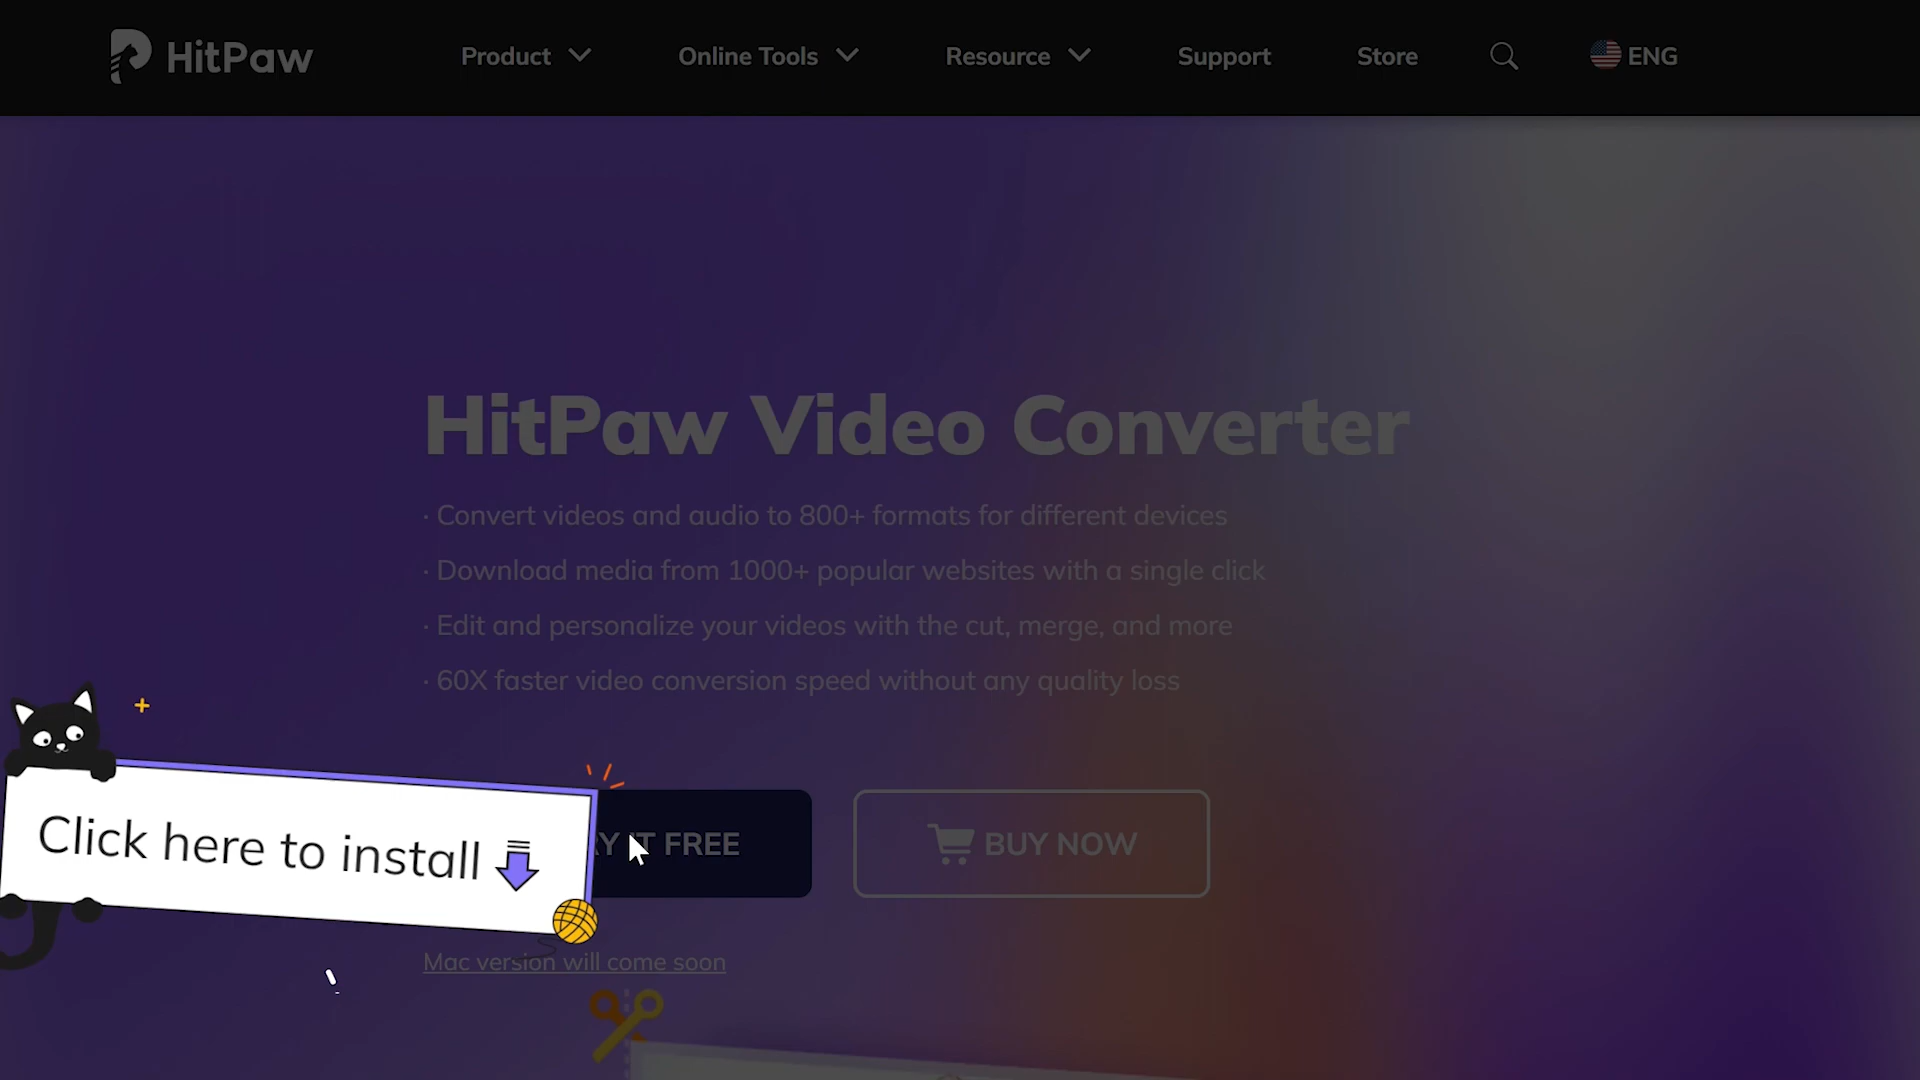 HitPaw
Product
Online Tools
Resource
Support
Store
ENG
HitPaw Video Converter
· Convert videos and audio to 800+ formats for different devices
· Download media from 1000+ popular websites with a single click
· Edit and personalize your videos with the cut, merge, and more
· 60X faster video conversion speed without any quality loss
Click here to install
IT FREE
BUY NOW
Mac version will come soon